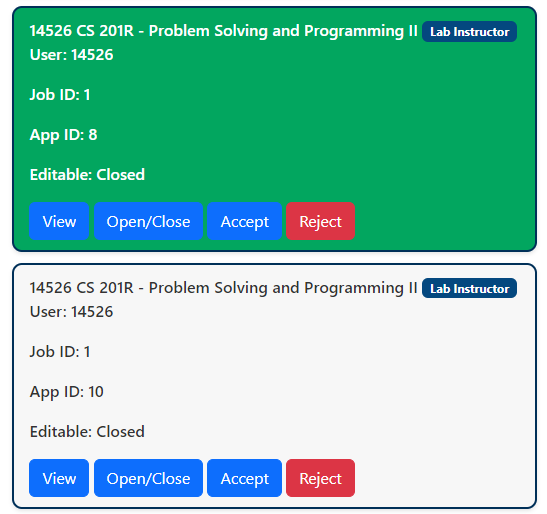 14526 CS 201R - Problem Solving and Programming II Lab Instructor
User: 14526
Job ID: 1
App ID: 8
Editable: Closed
View Open/Close Accept Reject
14526 CS 201R - Problem Solving and Programming II Lab Instructor
User: 14526
Job ID: 1
App ID: 10
Editable: Closed
View Open/Close Accept Reject